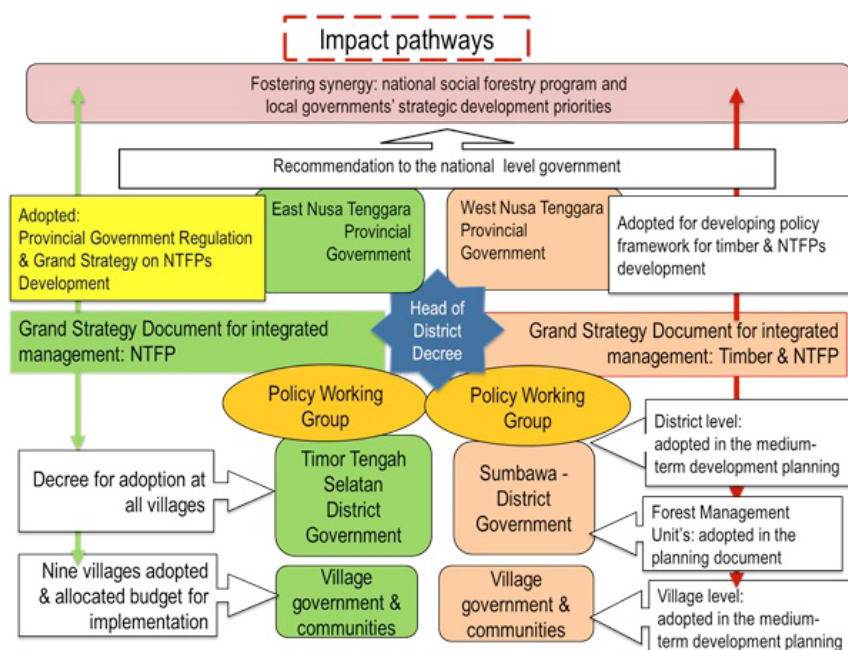 Impact pathways
Fostering synergy: national social forestry program and
local governments' strategic development priorities
Recommendation to the national level government
Adopted:
Provincial Government Regulation
& Grand Strategy on NTFPs
Development
East Nusa Tenggara
Provincial
Government
West Nusa Tenggara
Provincial
Government
Adopted for developing policy
framework for timber & NTFPs
development
Head of
District
Decree
Grand Strategy Document for integrated
management: NTFP
Grand Strategy Document for integrated
management: Timber & NTFP
Policy Working
Group
Policy Working
Group
District level:
adopted in the medium-
term development planning
Decree for adoption at
all villages
Timor Tengah
Selatan
District
Government
Sumbawa -
District
Government
Forest Management
Unit's: adopted in the
planning document
Nine villages adopted
& allocated budget for
implementation
Village
government &
communities
Village
government &
communities
Village level:
adopted in the medium-
term development planning